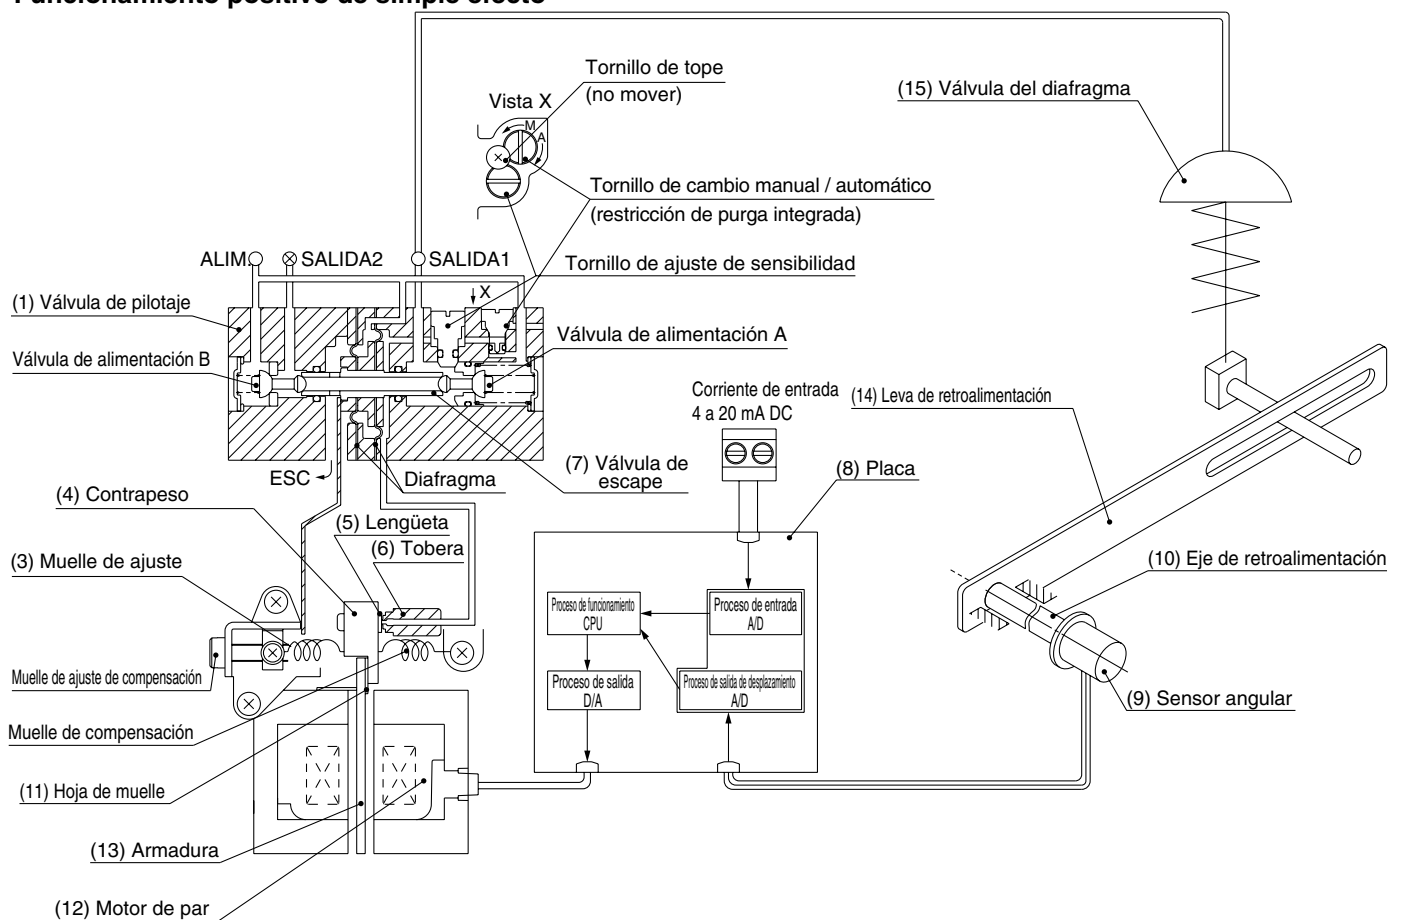 Funcionamiento positivo de simple efecto
Tornillo de tope
(no mover)
Vista X
M
A
(15) Válvula del diafragma
Tornillo de cambio manual / automático
(restricción de purga integrada)
ALIM.
SALIDA2
SALIDA1
Tornillo de ajuste de sensibilidad
X
(1) Válvula de pilotaje
Válvula de alimentación A
Válvula de alimentación B
Corriente de entrada
4 a 20 mA DC
(14) Leva de retroalimentación
ESC
Diafragma
(7) Válvula de
escape
(8) Placa
(4) Contrapeso
(5) Lengüeta
(6) Tobera
(3) Muelle de ajuste
(10) Eje de retroalimentación
Proceso de funcionamiento
CPU
Proceso de entrada
A/D
Muelle de ajuste de compensación
Proceso de salida
D/A
Proceso de salida de desplazamiento
A/D
(9) Sensor angular
Muelle de compensación
(11) Hoja de muelle
(13) Armadura
(12) Motor de par